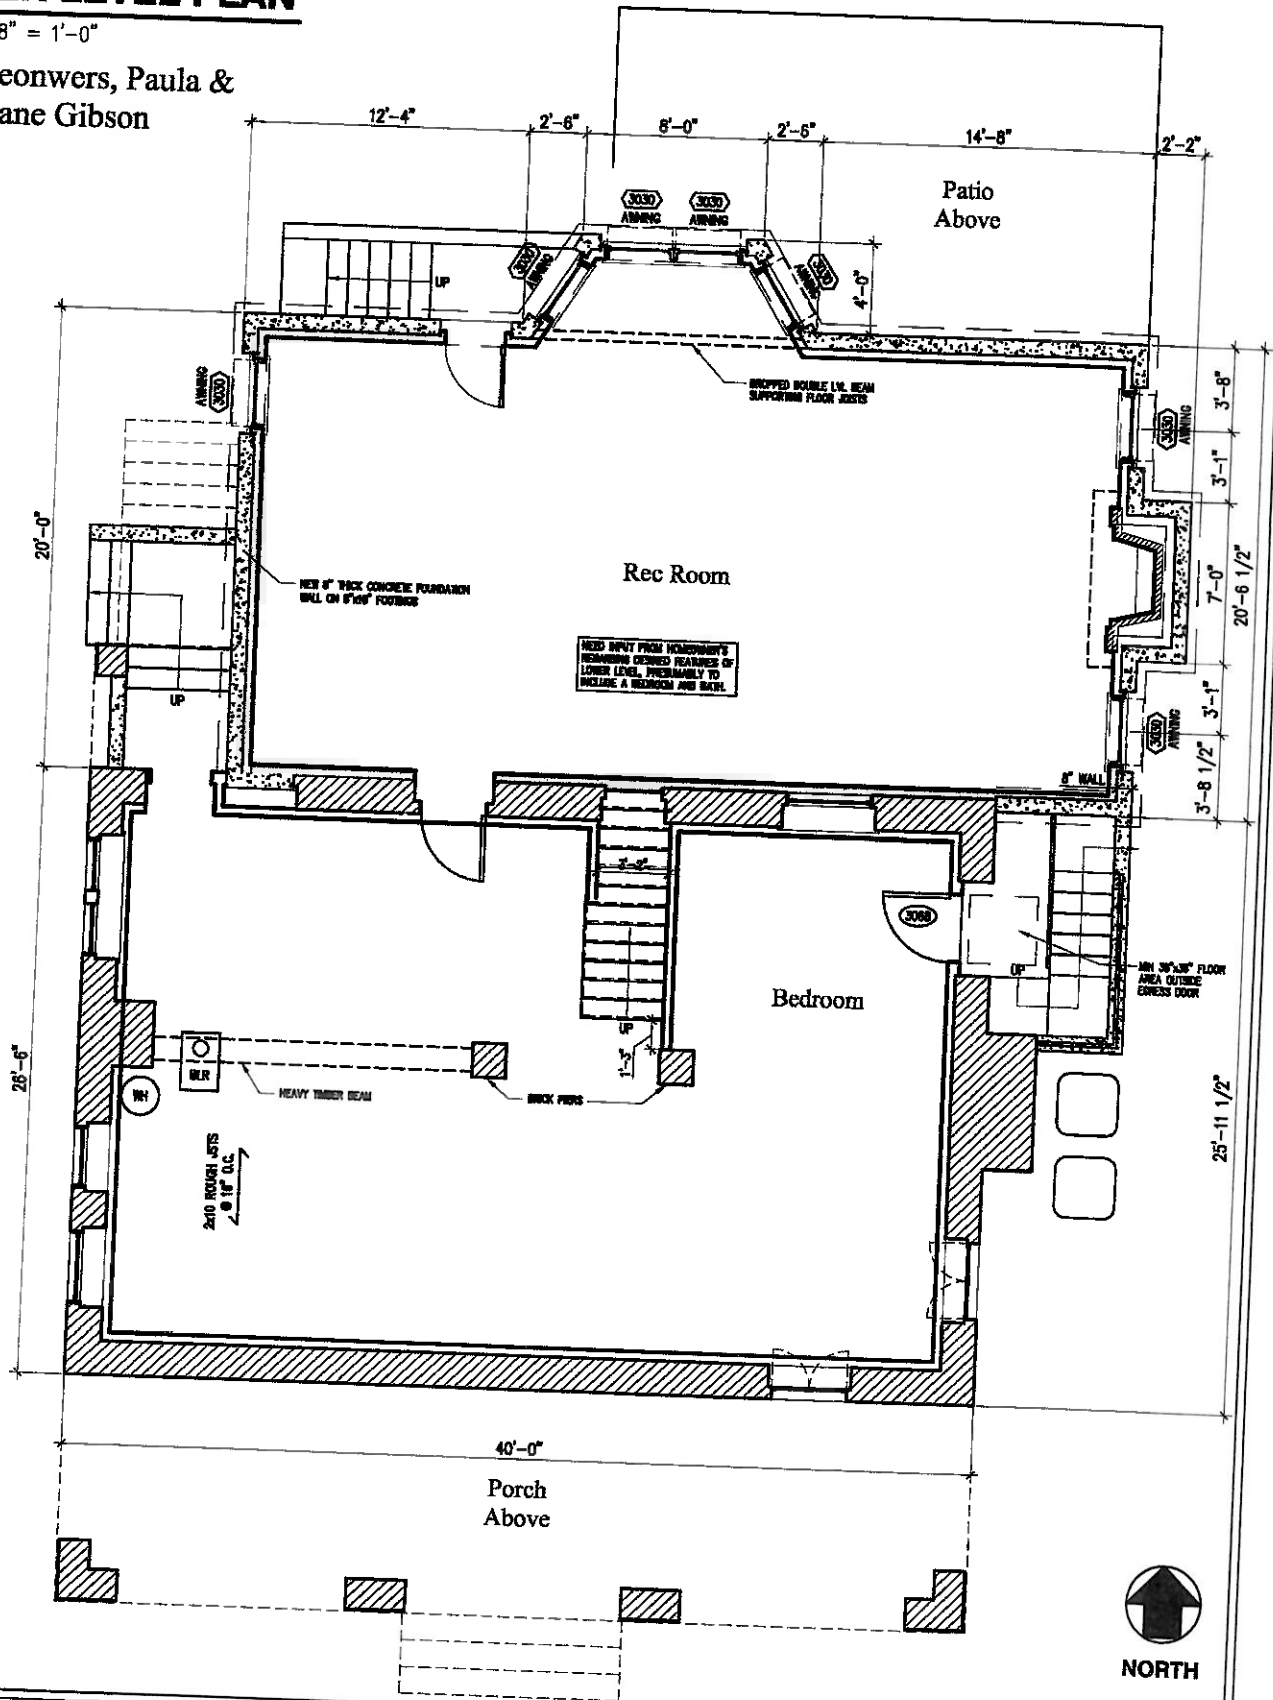 LEVEL PLAN
8" = 1'-0"
eonwers, Paula &
ane Gibson
12'-4"
2'-6"
8'-0"
2'-6"
14'-8"
2'-2"
Patio
Above
3030
AWNING
3030
AWNING
3030
AWNING
3030
AWNING
4'-0"
UP
AWNING
3030
DROPPED DOUBLE LVL BEAM
SUPPORTING FLOOR JOISTS
3030
AWNING
3'-8"
3'-1"
20'-0"
NEW 8" THICK CONCRETE FOUNDATION
WALL ON 8"x16" FOOTINGS
Rec Room
7'-0"
20'-6 1/2"
NEED INPUT FROM HOMEOWNER'S
REGARDING DESIRED FEATURES OF
LOWER LEVEL, PRESUMABLY TO
INCLUDE A BEDROOM AND BATH.
UP
3'-1"
3030
AWNING
8" WALL
3'-8 1/2"
3'-2"
3068
UP
MIN 36"x36" FLOOR
AREA OUTSIDE
EGRESS DOOR
Bedroom
UP
1'-3"
26'-6"
BLR
WH
HEAVY TIMBER BEAM
BRICK PIERS
2x10 ROUGH JSTS
@ 16" O.C.
25'-11 1/2"
40'-0"
Porch
Above
NORTH